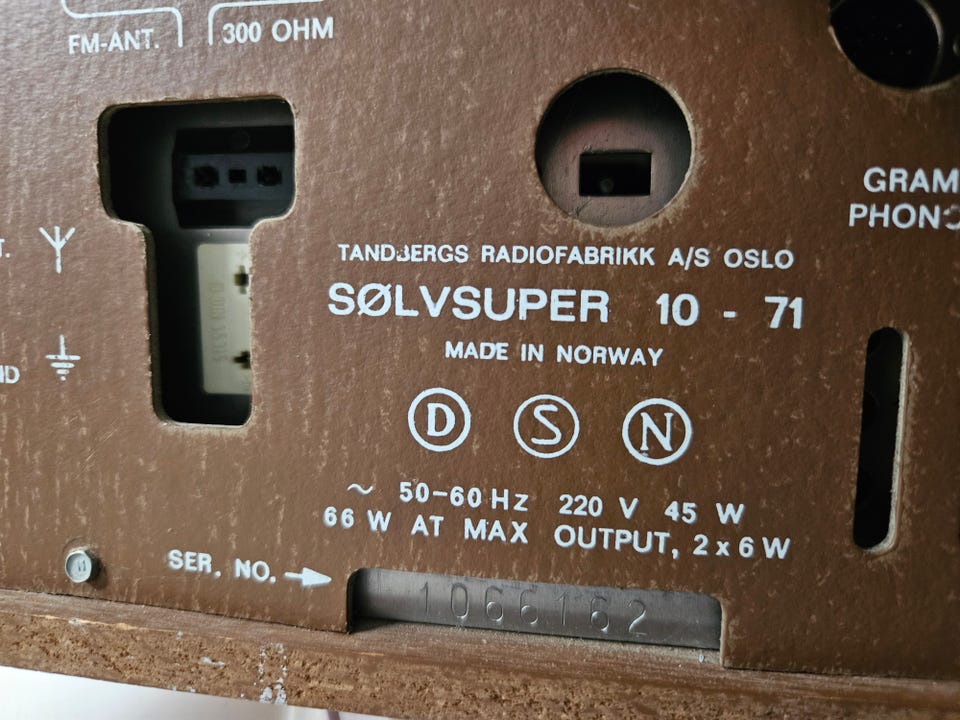 FM-ANT.
300 OHM
GRAM
PHONO
TANDBERGS RADIOFABRIKK A/S OSLO
SØLVSUPER 10 - 71
MADE IN NORWAY
D S N
~ 50-60 Hz 220 V 45 W
66 W AT MAX OUTPUT, 2 x 6 W
SER. NO.
1066162